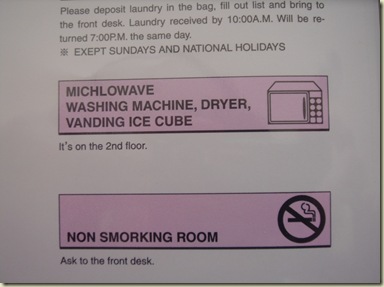 Please deposit laundry in the bag, fill out list and bring to
the front desk. Laundry received by 10:00A.M. Will be re-
turned 7:00P.M. the same day.
※ EXEPT SUNDAYS AND NATIONAL HOLIDAYS
MICHLOWAVE
WASHING MACHINE, DRYER,
VANDING ICE CUBE
It's on the 2nd floor.
NON SMORKING ROOM
Ask to the front desk.